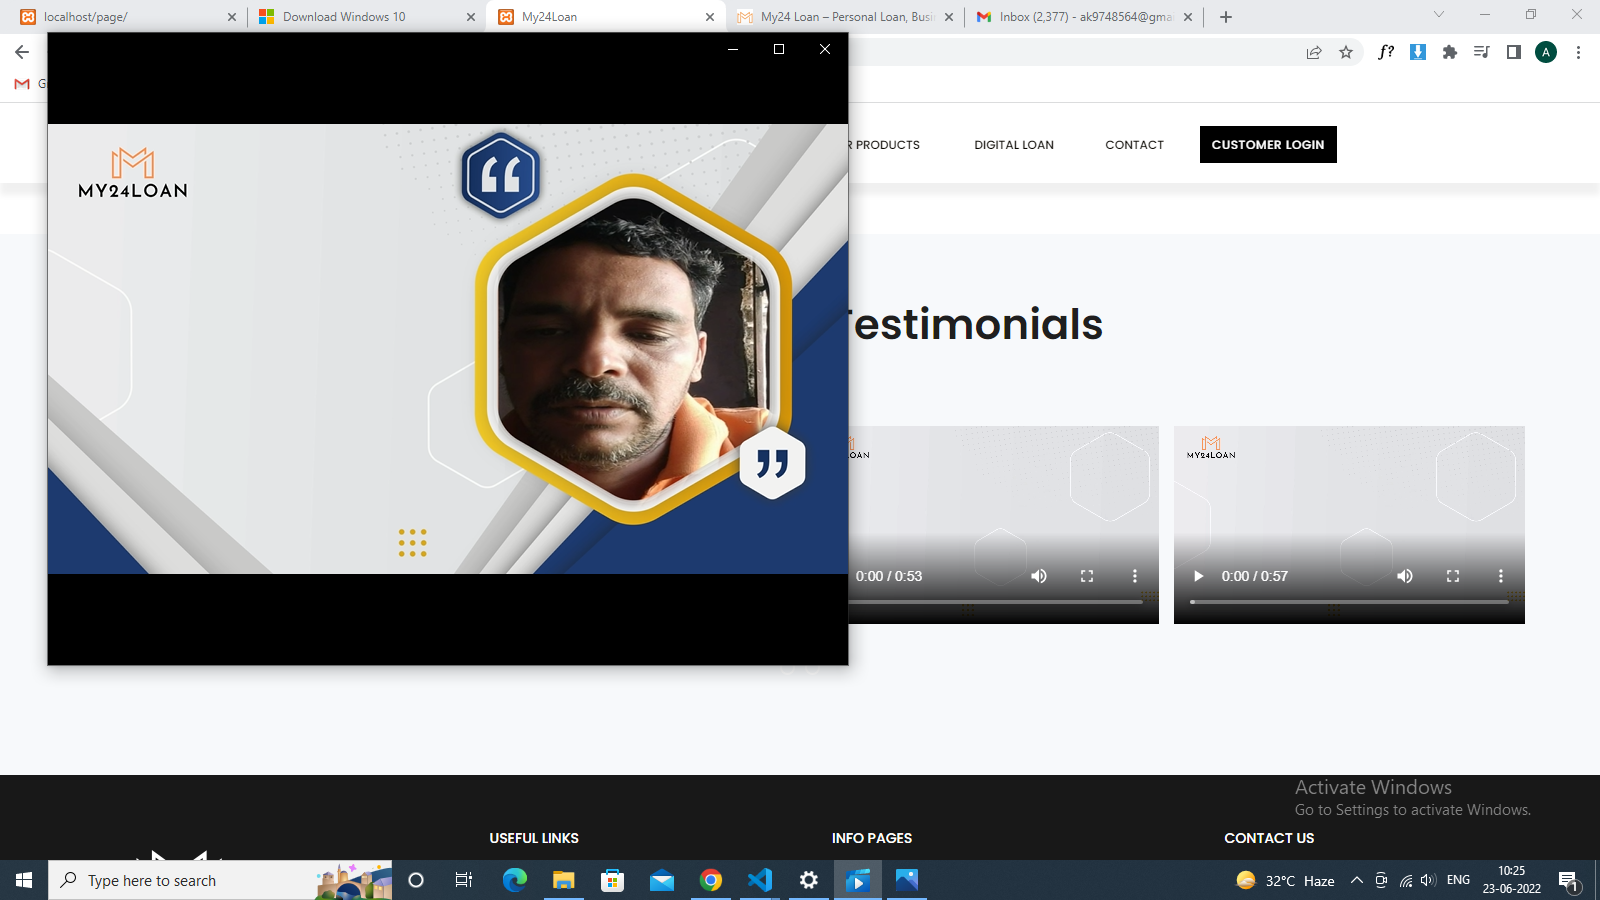 localhost/page/
Download Windows 10
My24Loan
My24 Loan – Personal Loan, Busi
Inbox (2,377) - ak9748564@gma
f?
A
G
MY24LOAN
R PRODUCTS
DIGITAL LOAN
CONTACT
CUSTOMER LOGIN
Testimonials
MY24LOAN
0:00 / 0:53
0:00 / 0:57
Activate Windows
Go to Settings to activate Windows.
USEFUL LINKS
INFO PAGES
CONTACT US
Type here to search
32°C Haze
ENG
10:25
23-06-2022
1